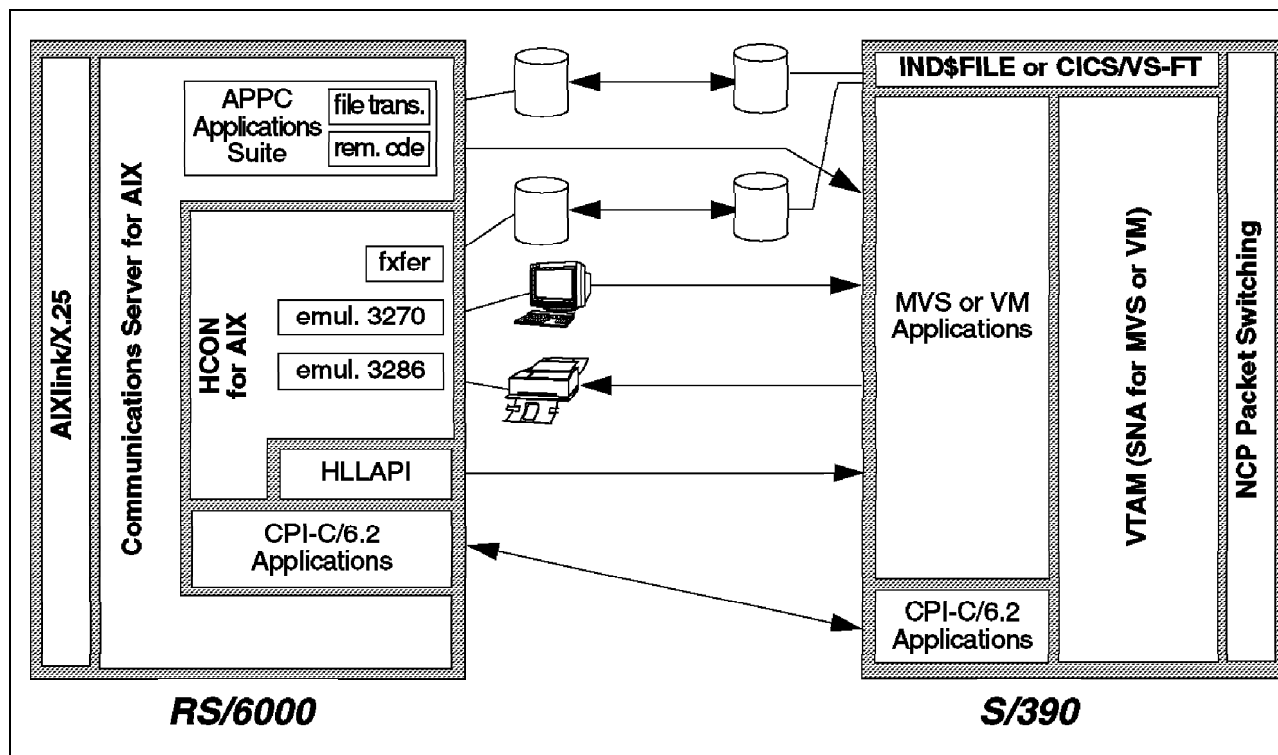 AIXlink/X.25
Communications Server for AIX
APPC
Applications
Suite
file trans.
rem. cde
HCON
for AIX
fxfer
emul. 3270
emul. 3286
HLLAPI
CPI-C/6.2
Applications
RS/6000
IND$FILE or CICS/VS-FT
MVS or VM
Applications
CPI-C/6.2
Applications
VTAM (SNA for MVS or VM)
NCP Packet Switching
S/390